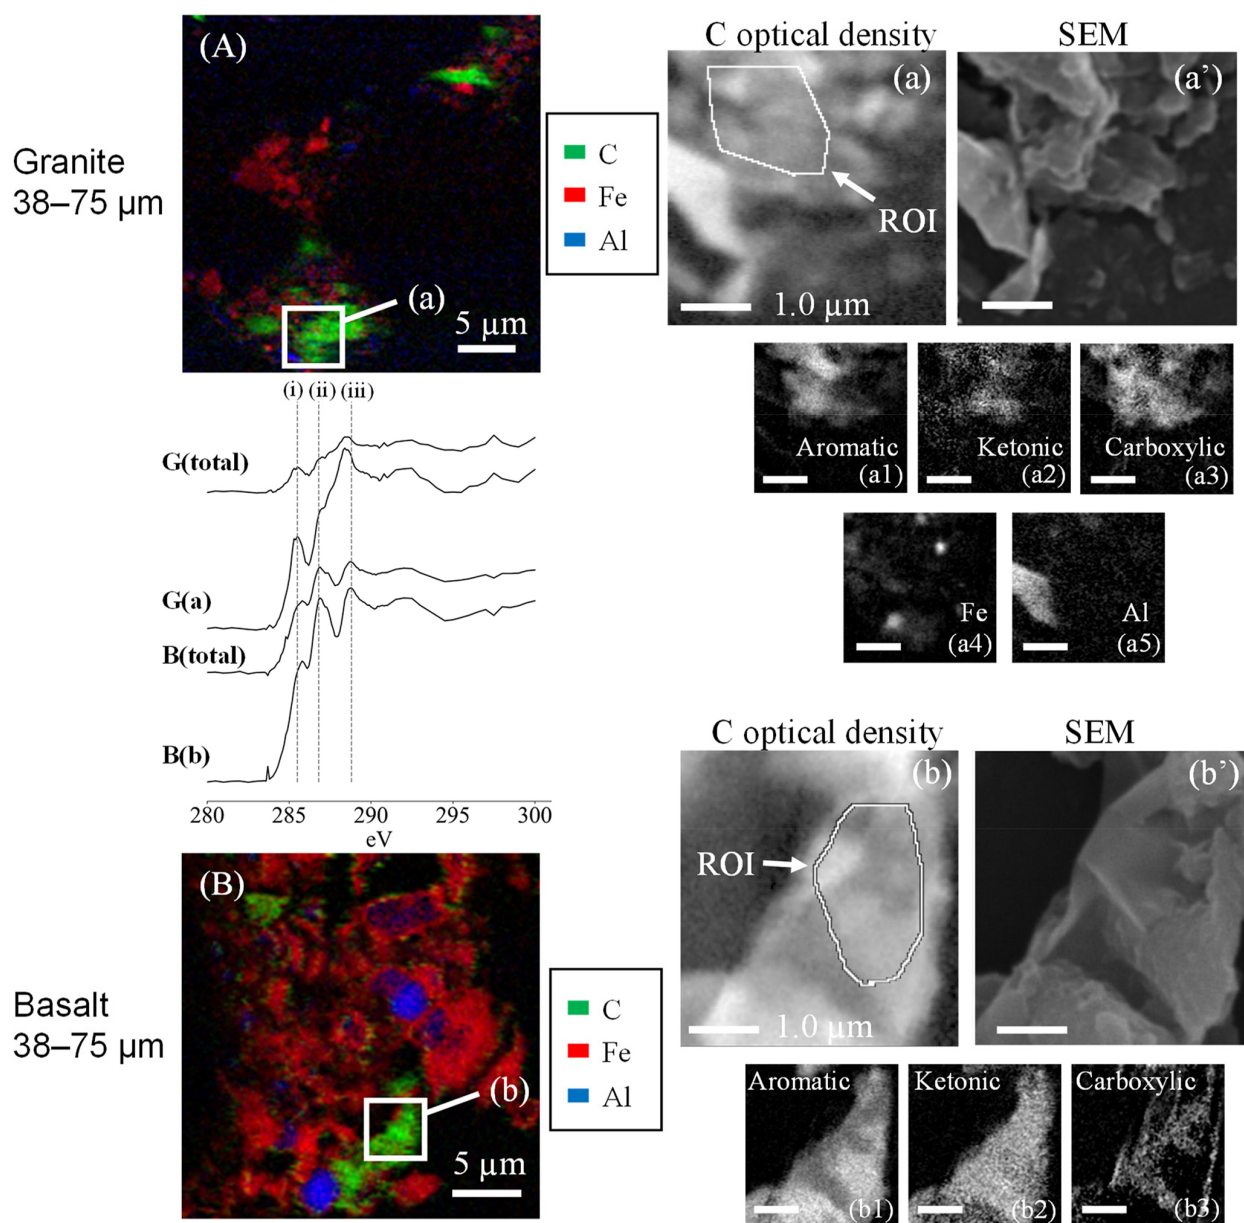 (A)
Granite
38–75 µm
C
Fe
Al
(a)
5 µm
C optical density
SEM
(a)
(a’)
ROI
1.0 µm
Aromatic
(a1)
Ketonic
(a2)
Carboxylic
(a3)
Fe
(a4)
Al
(a5)
(i) (ii) (iii)
G(total)
G(a)
B(total)
B(b)
280 285 290 295 300
eV
(B)
Basalt
38–75 µm
C
Fe
Al
(b)
5 µm
C optical density
SEM
(b)
(b’)
ROI
1.0 µm
Aromatic
(b1)
Ketonic
(b2)
Carboxylic
(b3)